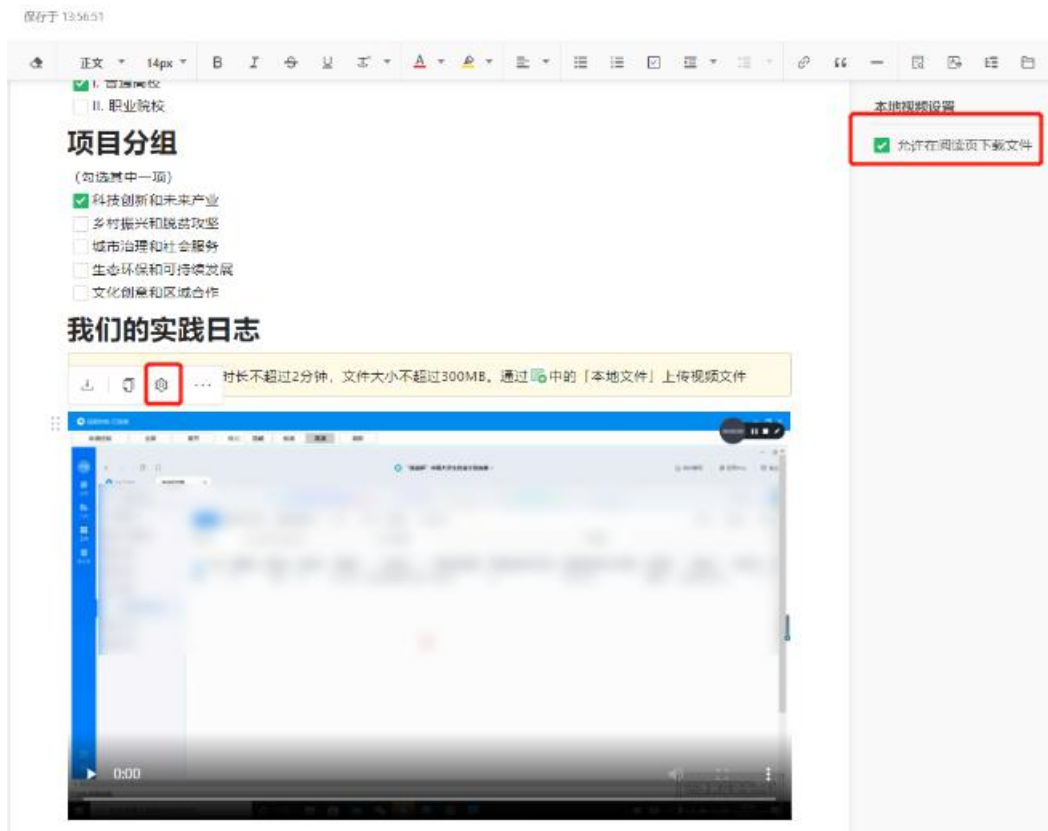 保存于 13:56:51
正文 14px B I S U A
I. 普通高校
II. 职业院校
本地视频设置
允许在阅读页下载文件
项目分组
(勾选其中一项)
科技创新和未来产业
乡村振兴和脱贫攻坚
城市治理和社会服务
生态环保和可持续发展
文化创意和区域合作
我们的实践日志
时长不超过2分钟，文件大小不超过300MB。通过中的「本地文件」上传视频文件
0:00